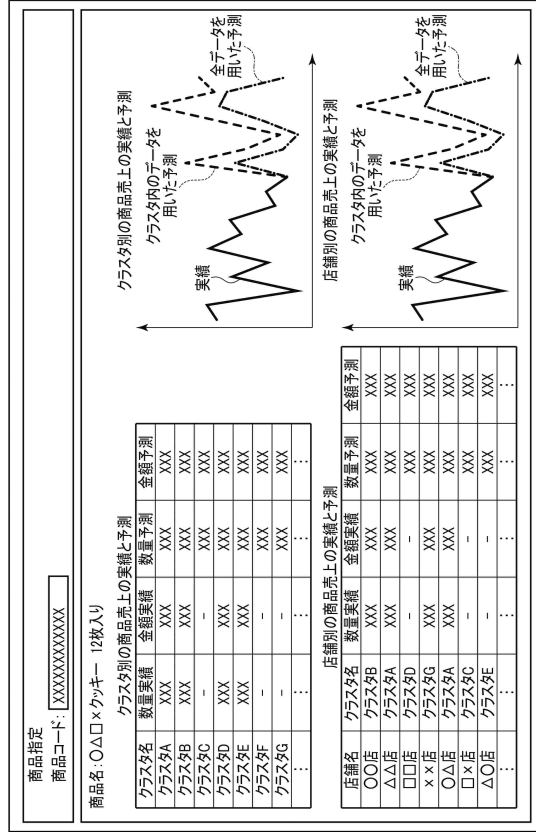 商品指定
商品コード: XXXXXXXXXXXXX
商品名:〇△□×クッキー 12枚入り
クラスタ別の商品売上の実績と予測
クラスタ名 数量実績 金額実績 数量予測 金額予測
クラスタA XXX XXX XXX XXX
クラスタB XXX XXX XXX XXX
クラスタC - - XXX XXX
クラスタD XXX XXX XXX XXX
クラスタE XXX XXX XXX XXX
クラスタF - - XXX XXX
クラスタG - - XXX XXX
⋮ ⋮ ⋮ ⋮ ⋮
クラスタ別の商品売上の実績と予測
実績
クラスタ内のデータを
用いた予測
全データを
用いた予測
店舗別の商品売上の実績と予測
店舗名 クラスタ名 数量実績 金額実績 数量予測 金額予測
〇〇店 クラスタB XXX XXX XXX XXX
△△店 クラスタA XXX XXX XXX XXX
□□店 クラスタD - - XXX XXX
××店 クラスタG XXX XXX XXX XXX
〇△店 クラスタA XXX XXX XXX XXX
□×店 クラスタC - - XXX XXX
△〇店 クラスタE - - XXX XXX
⋮ ⋮ ⋮ ⋮ ⋮ ⋮
店舗別の商品売上の実績と予測
実績
クラスタ内のデータを
用いた予測
全データを
用いた予測